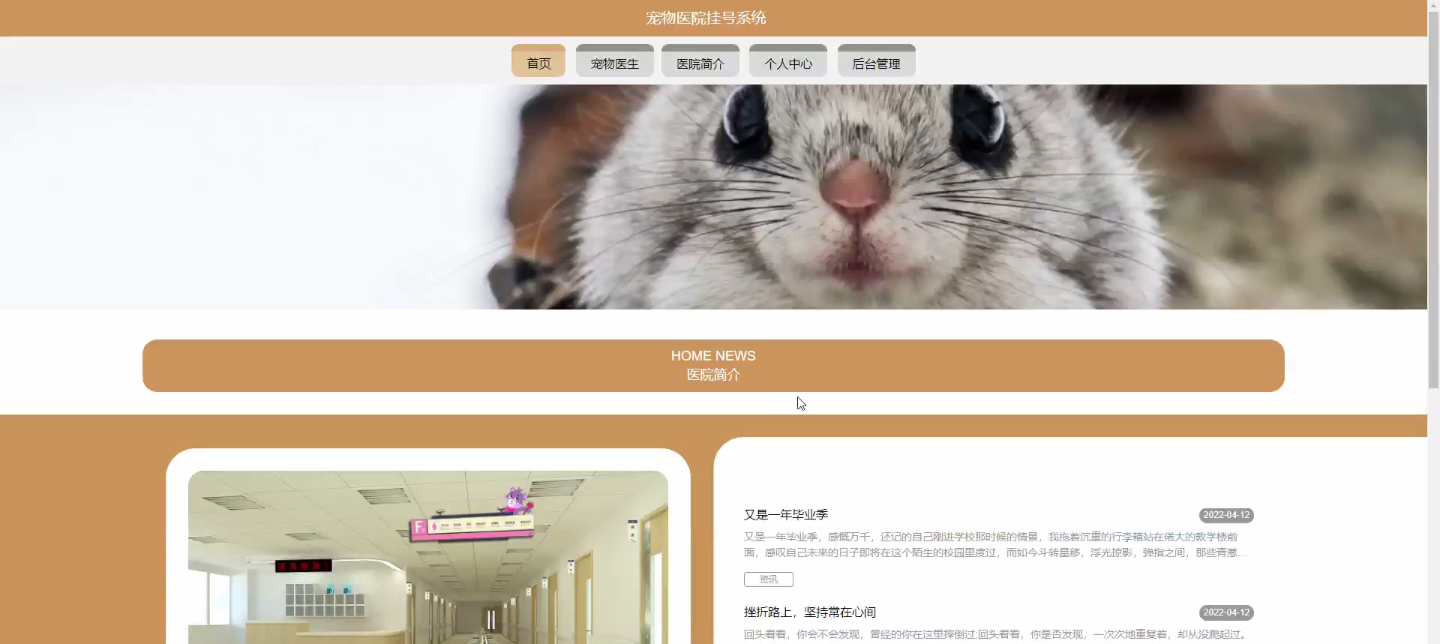 宠物医院挂号系统
首页
宠物医生
医院简介
个人中心
后台管理
HOME NEWS
医院简介
又是一年毕业季
2022-04-12
又是一年毕业季，感慨万千，还记的自己刚进学校那时候的情景，我拖着沉重的行李箱站在偌大的教学楼前
面，感叹自己未来的日子即将在这个陌生的校园里度过，而如今斗转星移，浮光掠影，弹指之间，那些青葱...
资讯
挫折路上，坚持常在心间
2022-04-12
回头看看，你会不会发现，曾经的你在这里摔倒过;回头看看，你是否发现，一次次地重复着，却从没爬起过。